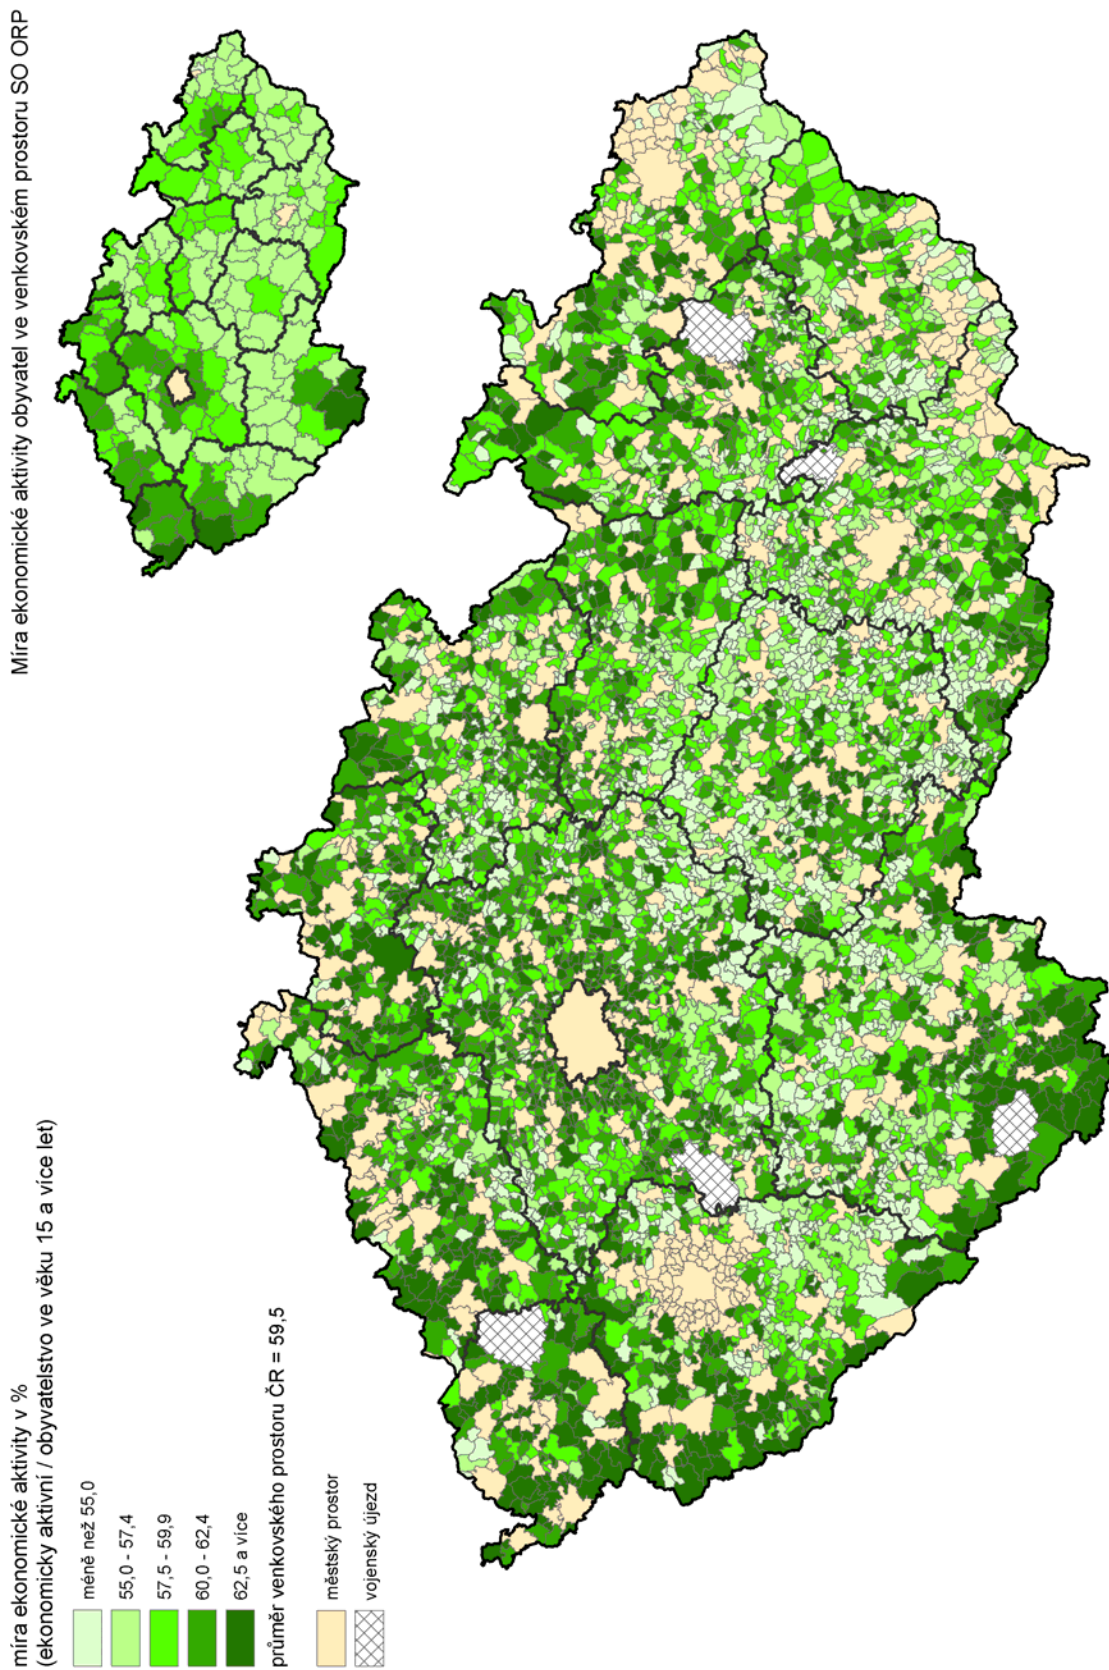 Míra ekonomické aktivity obyvatel ve venkovském prostoru SO ORP
míra ekonomické aktivity v %
(ekonomicky aktivní / obyvatelstvo ve věku 15 a více let)
méně než 55,0
55,0 - 57,4
57,5 - 59,9
60,0 - 62,4
62,5 a více
průměr venkovského prostoru ČR = 59,5
městský prostor
vojenský újezd